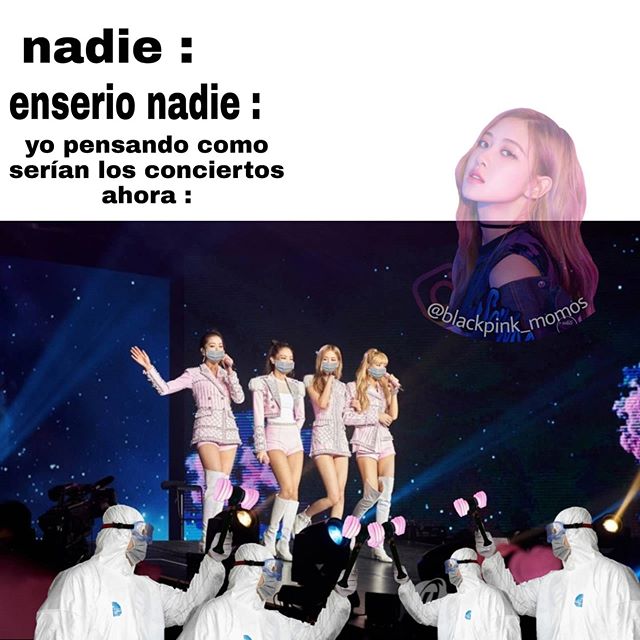 nadie :
enserio nadie :
yo pensando como
serían los conciertos
ahora :
@blackpink_momos